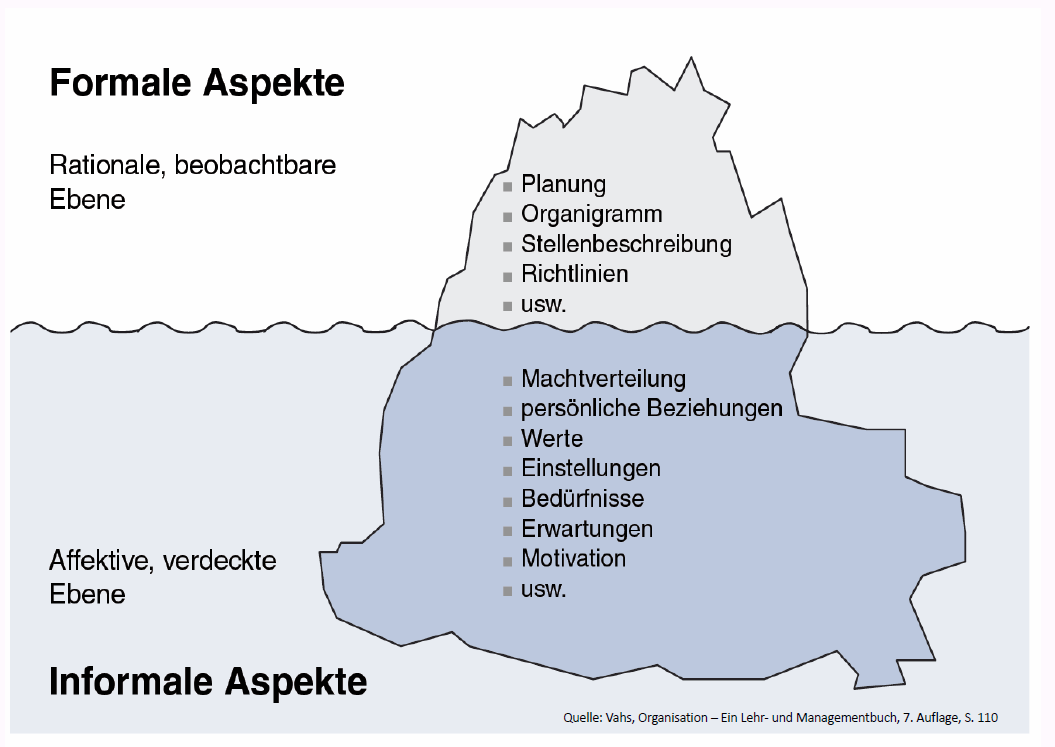 Formale Aspekte
Rationale, beobachtbare
Ebene
▪ Planung
▪ Organigramm
▪ Stellenbeschreibung
▪ Richtlinien
▪ usw.
▪ Machtverteilung
▪ persönliche Beziehungen
▪ Werte
▪ Einstellungen
▪ Bedürfnisse
▪ Erwartungen
▪ Motivation
▪ usw.
Affektive, verdeckte
Ebene
Informale Aspekte
Quelle: Vahs, Organisation – Ein Lehr- und Managementbuch, 7. Auflage, S. 110